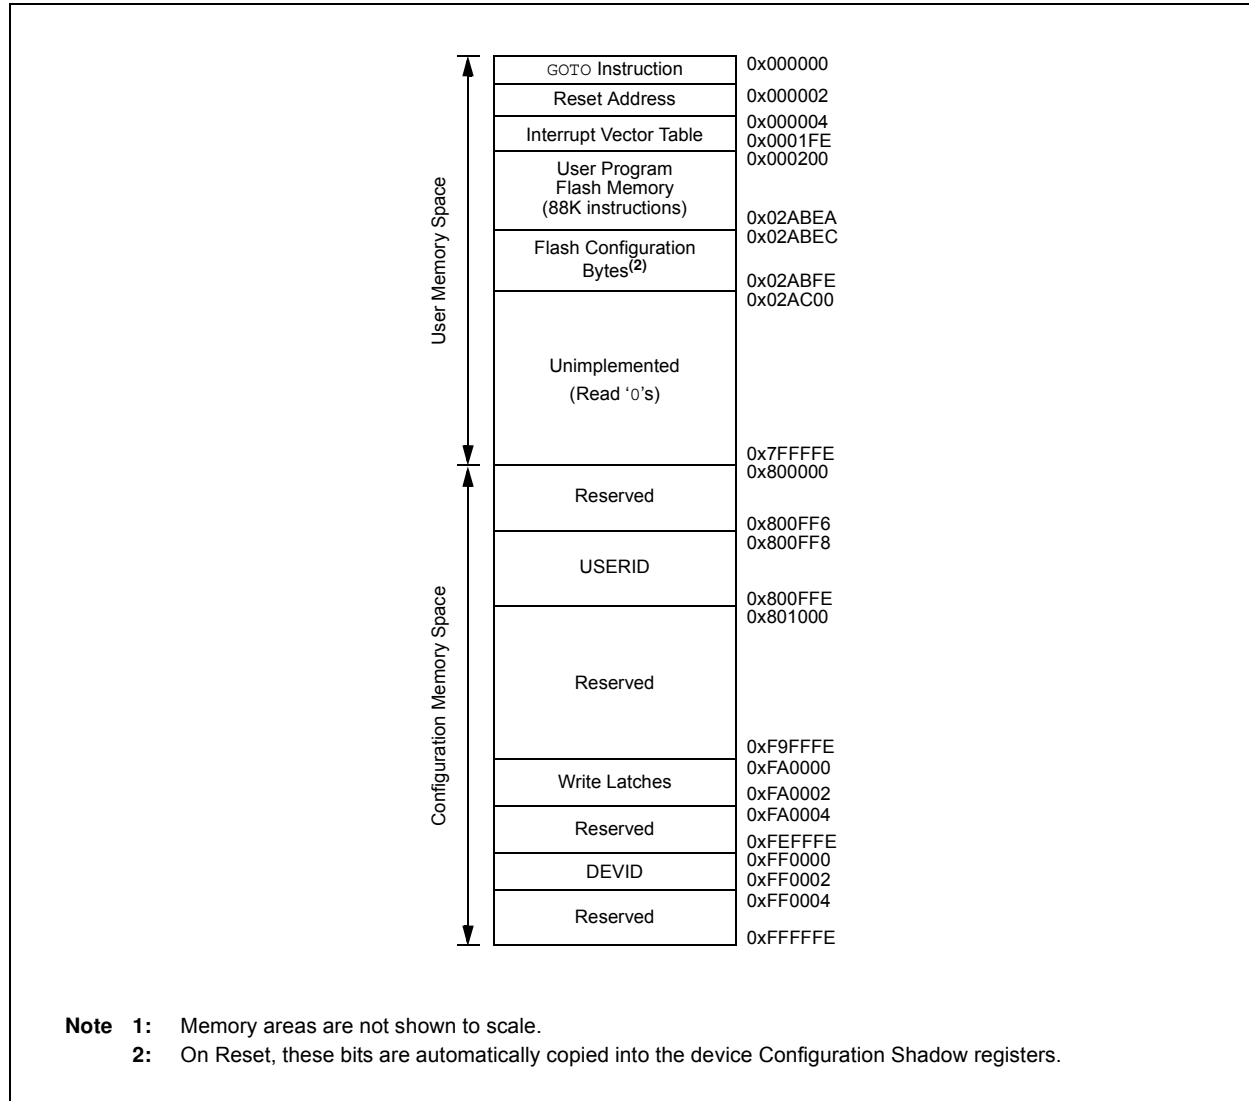 GOTO Instruction
0x000000
Reset Address
0x000002
0x000004
Interrupt Vector Table
0x0001FE
0x000200
User Program
Flash Memory
(88K instructions)
0x02ABEA
0x02ABEC
Flash Configuration
Bytes(2)
0x02ABFE
0x02AC00
User Memory Space
Unimplemented
(Read ‘0’s)
0x7FFFFE
0x800000
Reserved
0x800FF6
0x800FF8
USERID
0x800FFE
0x801000
Configuration Memory Space
Reserved
0xF9FFFE
0xFA0000
Write Latches
0xFA0002
0xFA0004
Reserved
0xFEFFFE
0xFF0000
DEVID
0xFF0002
0xFF0004
Reserved
0xFFFFFE
Note 1: Memory areas are not shown to scale.
2: On Reset, these bits are automatically copied into the device Configuration Shadow registers.